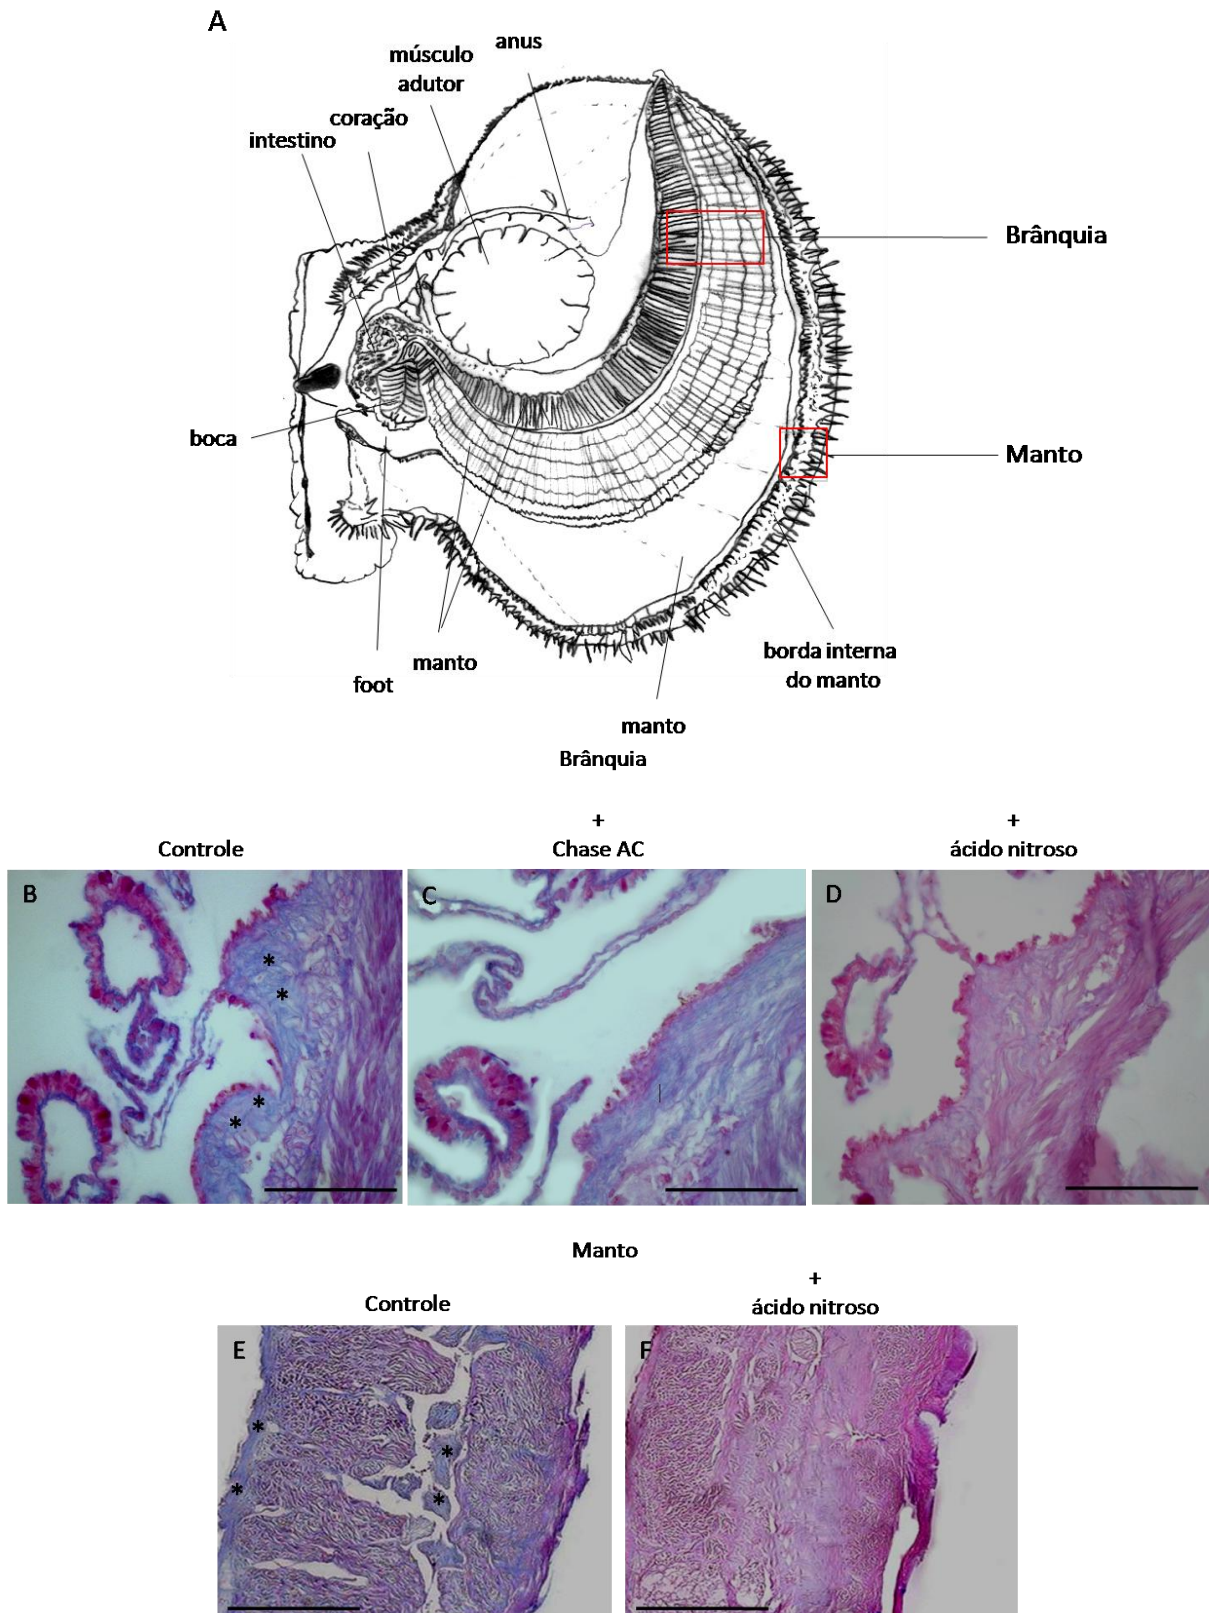 A
anus
músculo
adutor
coração
intestino
Brânquia
boca
Manto
borda interna
do manto
manto
foot
manto
Brânquia
Controle
+
Chase AC
+
ácido nitroso
B
C
D
*
*
*
*
Manto
Controle
+
ácido nitroso
E
F
*
*
*
*